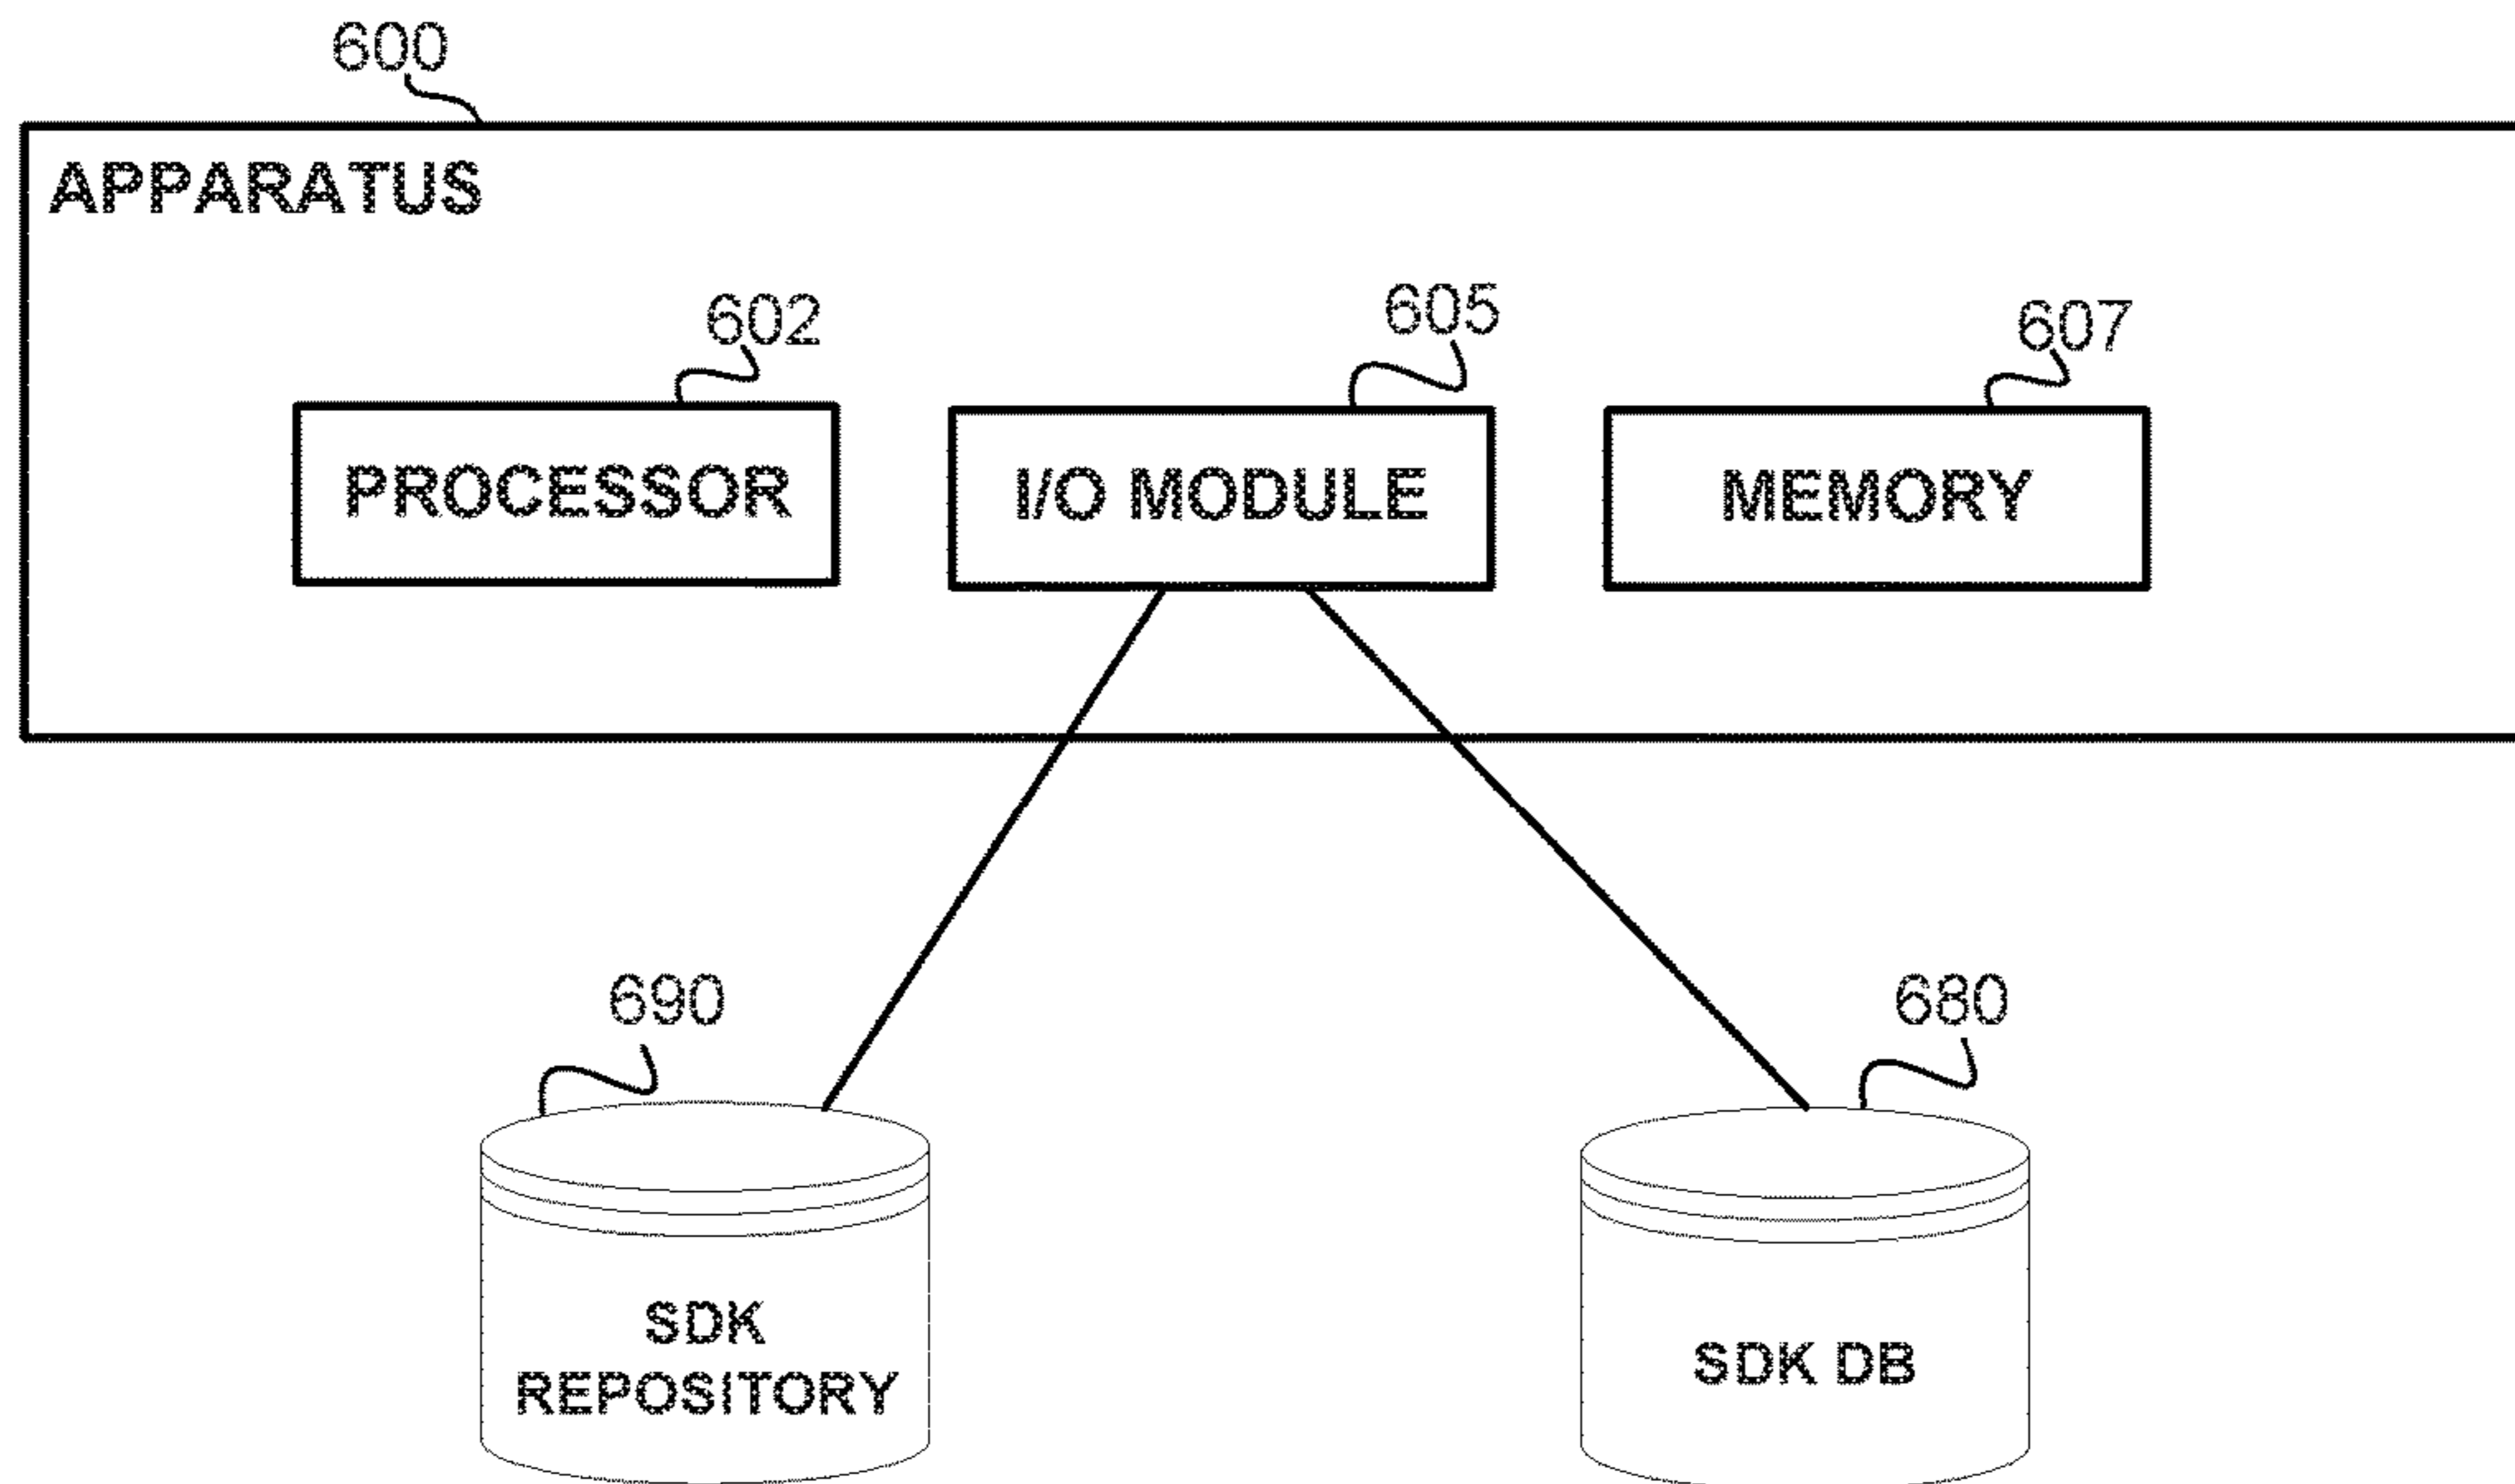 600
APPARATUS
602
605
607
PROCESSOR
I/O MODULE
MEMORY
690
680
SDK
REPOSITORY
SDK DB